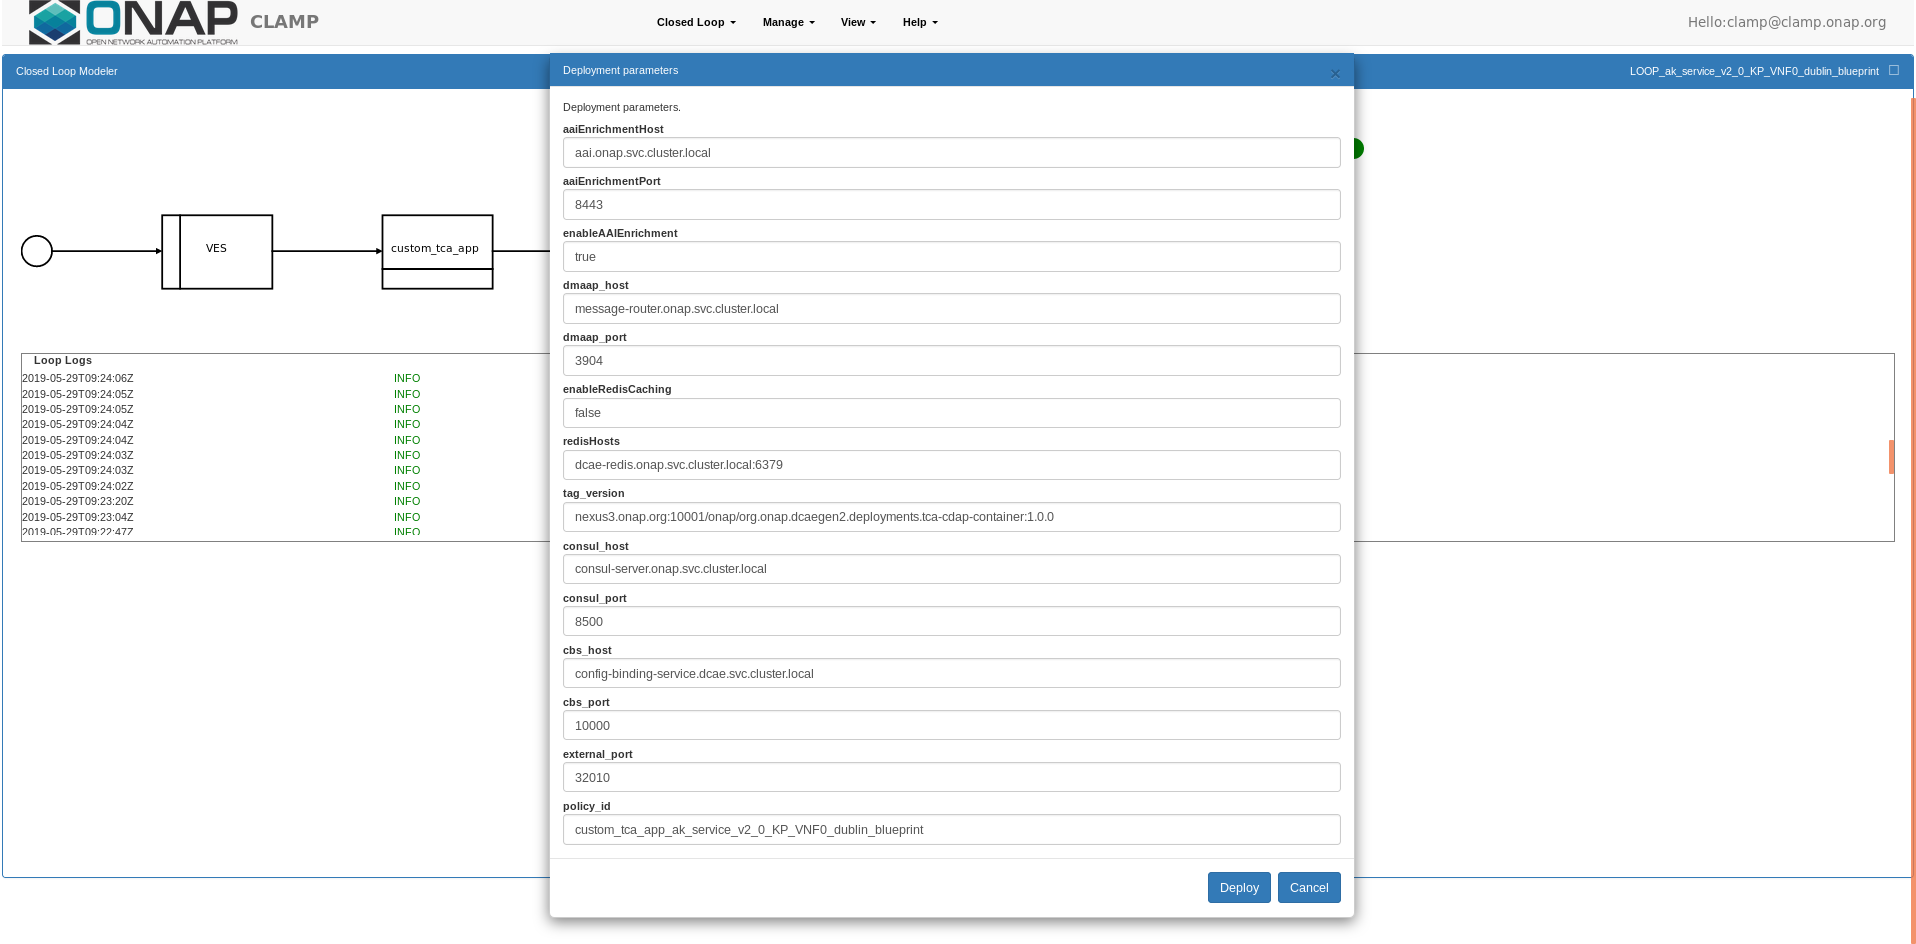 ONAP
OPEN NETWORK AUTOMATION PLATFORM
CLAMP
Closed Loop
Manage
View
Help
Hello:clamp@clamp.onap.org
Closed Loop Modeler
LOOP_ak_service_v2_0_KP_VNF0_dublin_blueprint
VES
custom_tca_app
Loop Logs
2019-05-29T09:24:06Z INFO
2019-05-29T09:24:05Z INFO
2019-05-29T09:24:05Z INFO
2019-05-29T09:24:04Z INFO
2019-05-29T09:24:04Z INFO
2019-05-29T09:24:03Z INFO
2019-05-29T09:24:03Z INFO
2019-05-29T09:24:02Z INFO
2019-05-29T09:23:20Z INFO
2019-05-29T09:23:04Z INFO
2019-05-29T09:22:47Z INFO
Deployment parameters
×
Deployment parameters.
aaiEnrichmentHost
aai.onap.svc.cluster.local
aaiEnrichmentPort
8443
enableAAIEnrichment
true
dmaap_host
message-router.onap.svc.cluster.local
dmaap_port
3904
enableRedisCaching
false
redisHosts
dcae-redis.onap.svc.cluster.local:6379
tag_version
nexus3.onap.org:10001/onap/org.onap.dcaegen2.deployments.tca-cdap-container:1.0.0
consul_host
consul-server.onap.svc.cluster.local
consul_port
8500
cbs_host
config-binding-service.dcae.svc.cluster.local
cbs_port
10000
external_port
32010
policy_id
custom_tca_app_ak_service_v2_0_KP_VNF0_dublin_blueprint
Deploy
Cancel